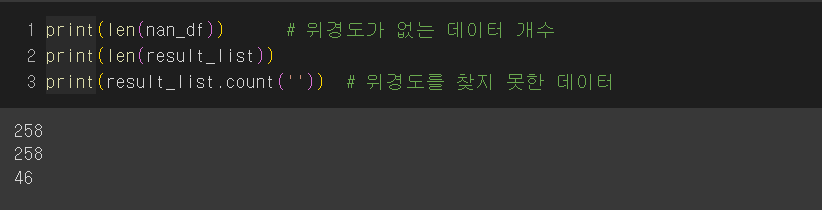 1 print(len(nan_df)) # 위경도가 없는 데이터 개수
2 print(len(result_list))
3 print(result_list.count('')) # 위경도를 찾지 못한 데이터
258
258
46